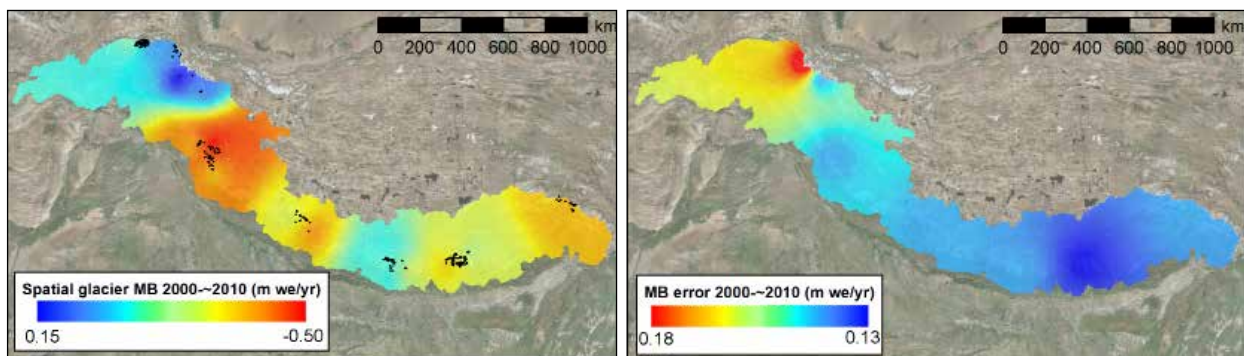 km
0 200 400 600 800 1000
Spatial glacier MB 2000-~2010 (m we/yr)
0.15 -0.50
km
0 200 400 600 800 1000
MB error 2000-~2010 (m we/yr)
0.18 0.13